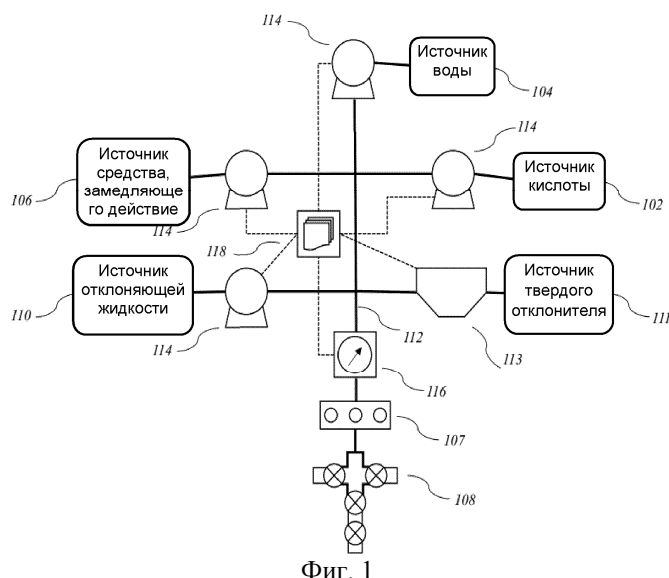 114
Источник
воды
104
114
Источник
средства,
замедляюще
го действие
106
114
Источник
кислоты
102
118
Источник
отклоняющей
жидкости
110
114
112
Источник
твердого
отклонителя
111
113
116
107
108
Фиг. 1